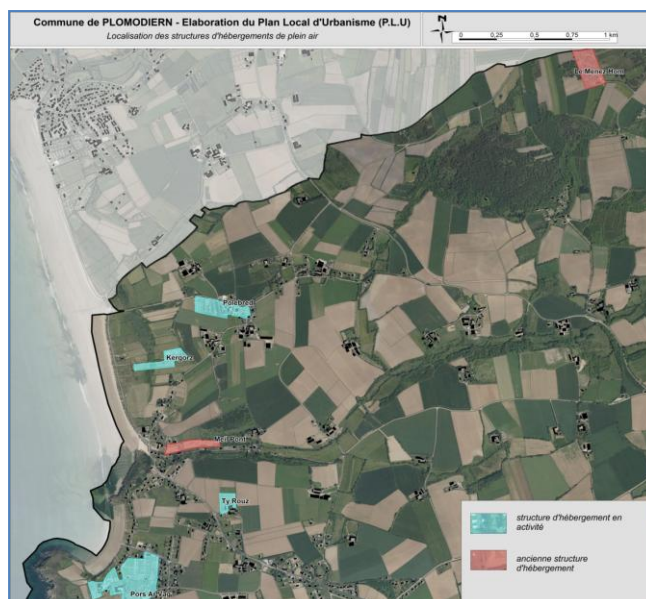 Commune de PLOMODIERN - Elaboration du Plan Local d'Urbanisme (P.L.U)
Localisation des structures d'hébergements de plein air
N
0 0,25 0,5 0,75 1 km
Le Menez Hom
Polebred
Kergorz
Meil Pont
Ty Rouz
Pors Ar Vag
structure d'hébergement en
activité
ancienne structure
d'hébergement